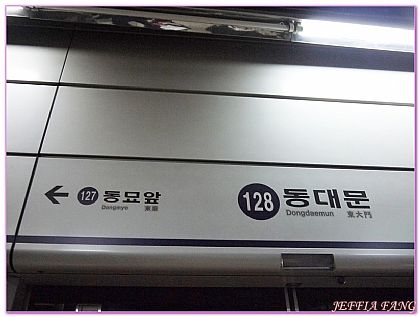 ← 127 동묘앞
Dongmyo 東廟
128 동대문
Dongdaemun 東大門
JEFFIA FANG